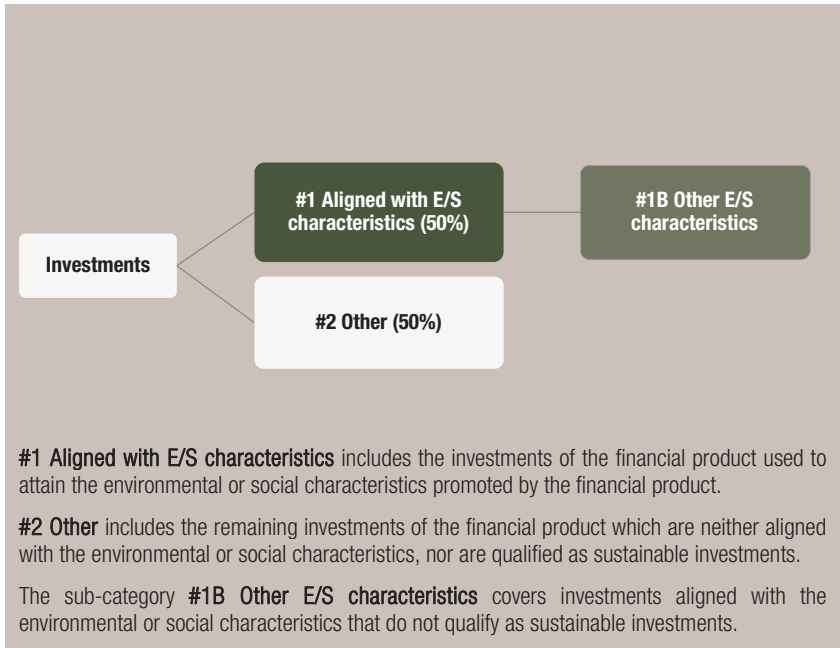 #1 Aligned with E/S
characteristics (50%)
#1B Other E/S
characteristics
Investments
#2 Other (50%)
#1 Aligned with E/S characteristics includes the investments of the financial product used to
attain the environmental or social characteristics promoted by the financial product.
#2 Other includes the remaining investments of the financial product which are neither aligned
with the environmental or social characteristics, nor are qualified as sustainable investments.
The sub-category #1B Other E/S characteristics covers investments aligned with the
environmental or social characteristics that do not qualify as sustainable investments.